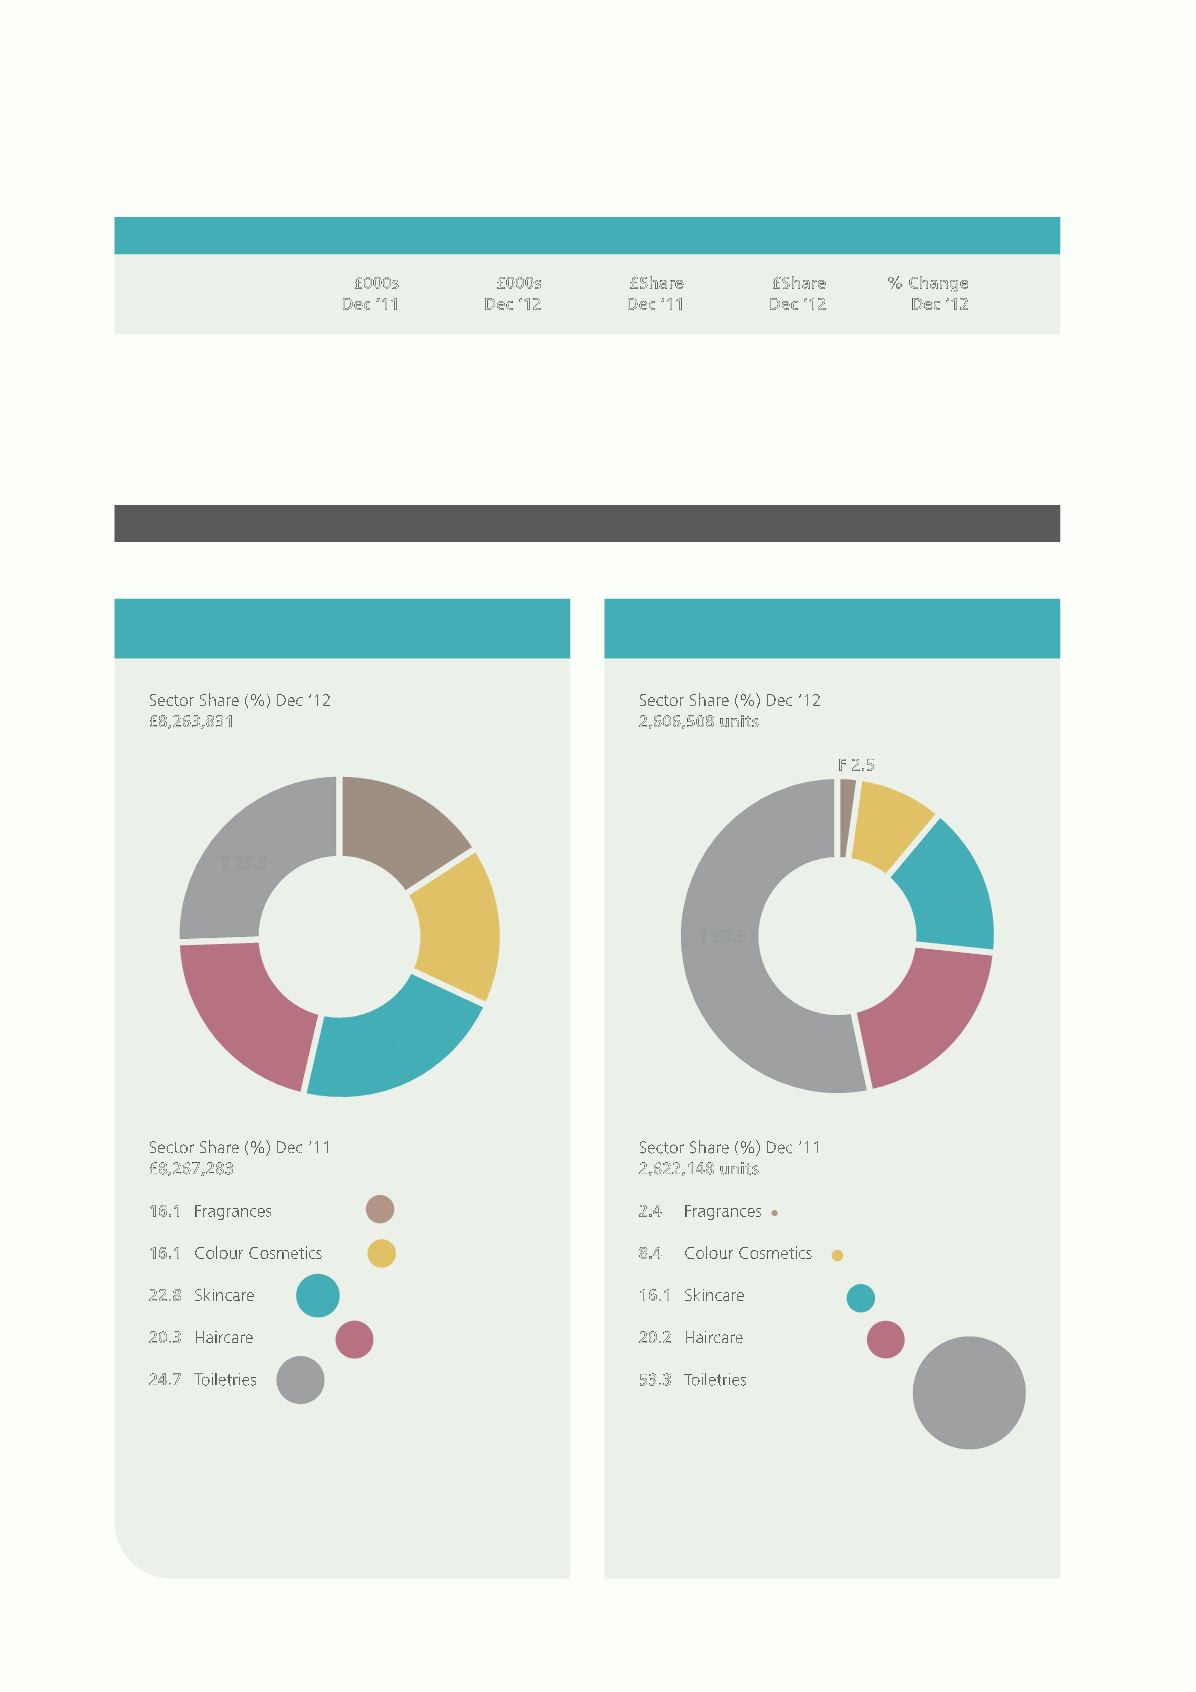 £000s £000s £Share £Share % Change
Dec ‘11 Dec ‘12 Dec ‘11 Dec ‘12 Dec ‘12
Sector Share (%) Dec ’12
£8,263,831
T 25.5
Sector Share (%) Dec ’11
£8,267,283
16.1 Fragrances
16.1 Colour Cosmetics
22.8 Skincare
20.3 Haircare
24.7 Toiletries
Sector Share (%) Dec ’12
2,606,508 units
F 2.5
T 53.3
Sector Share (%) Dec ’11
2,622,148 units
2.4 Fragrances
8.4 Colour Cosmetics
16.1 Skincare
20.2 Haircare
53.3 Toiletries